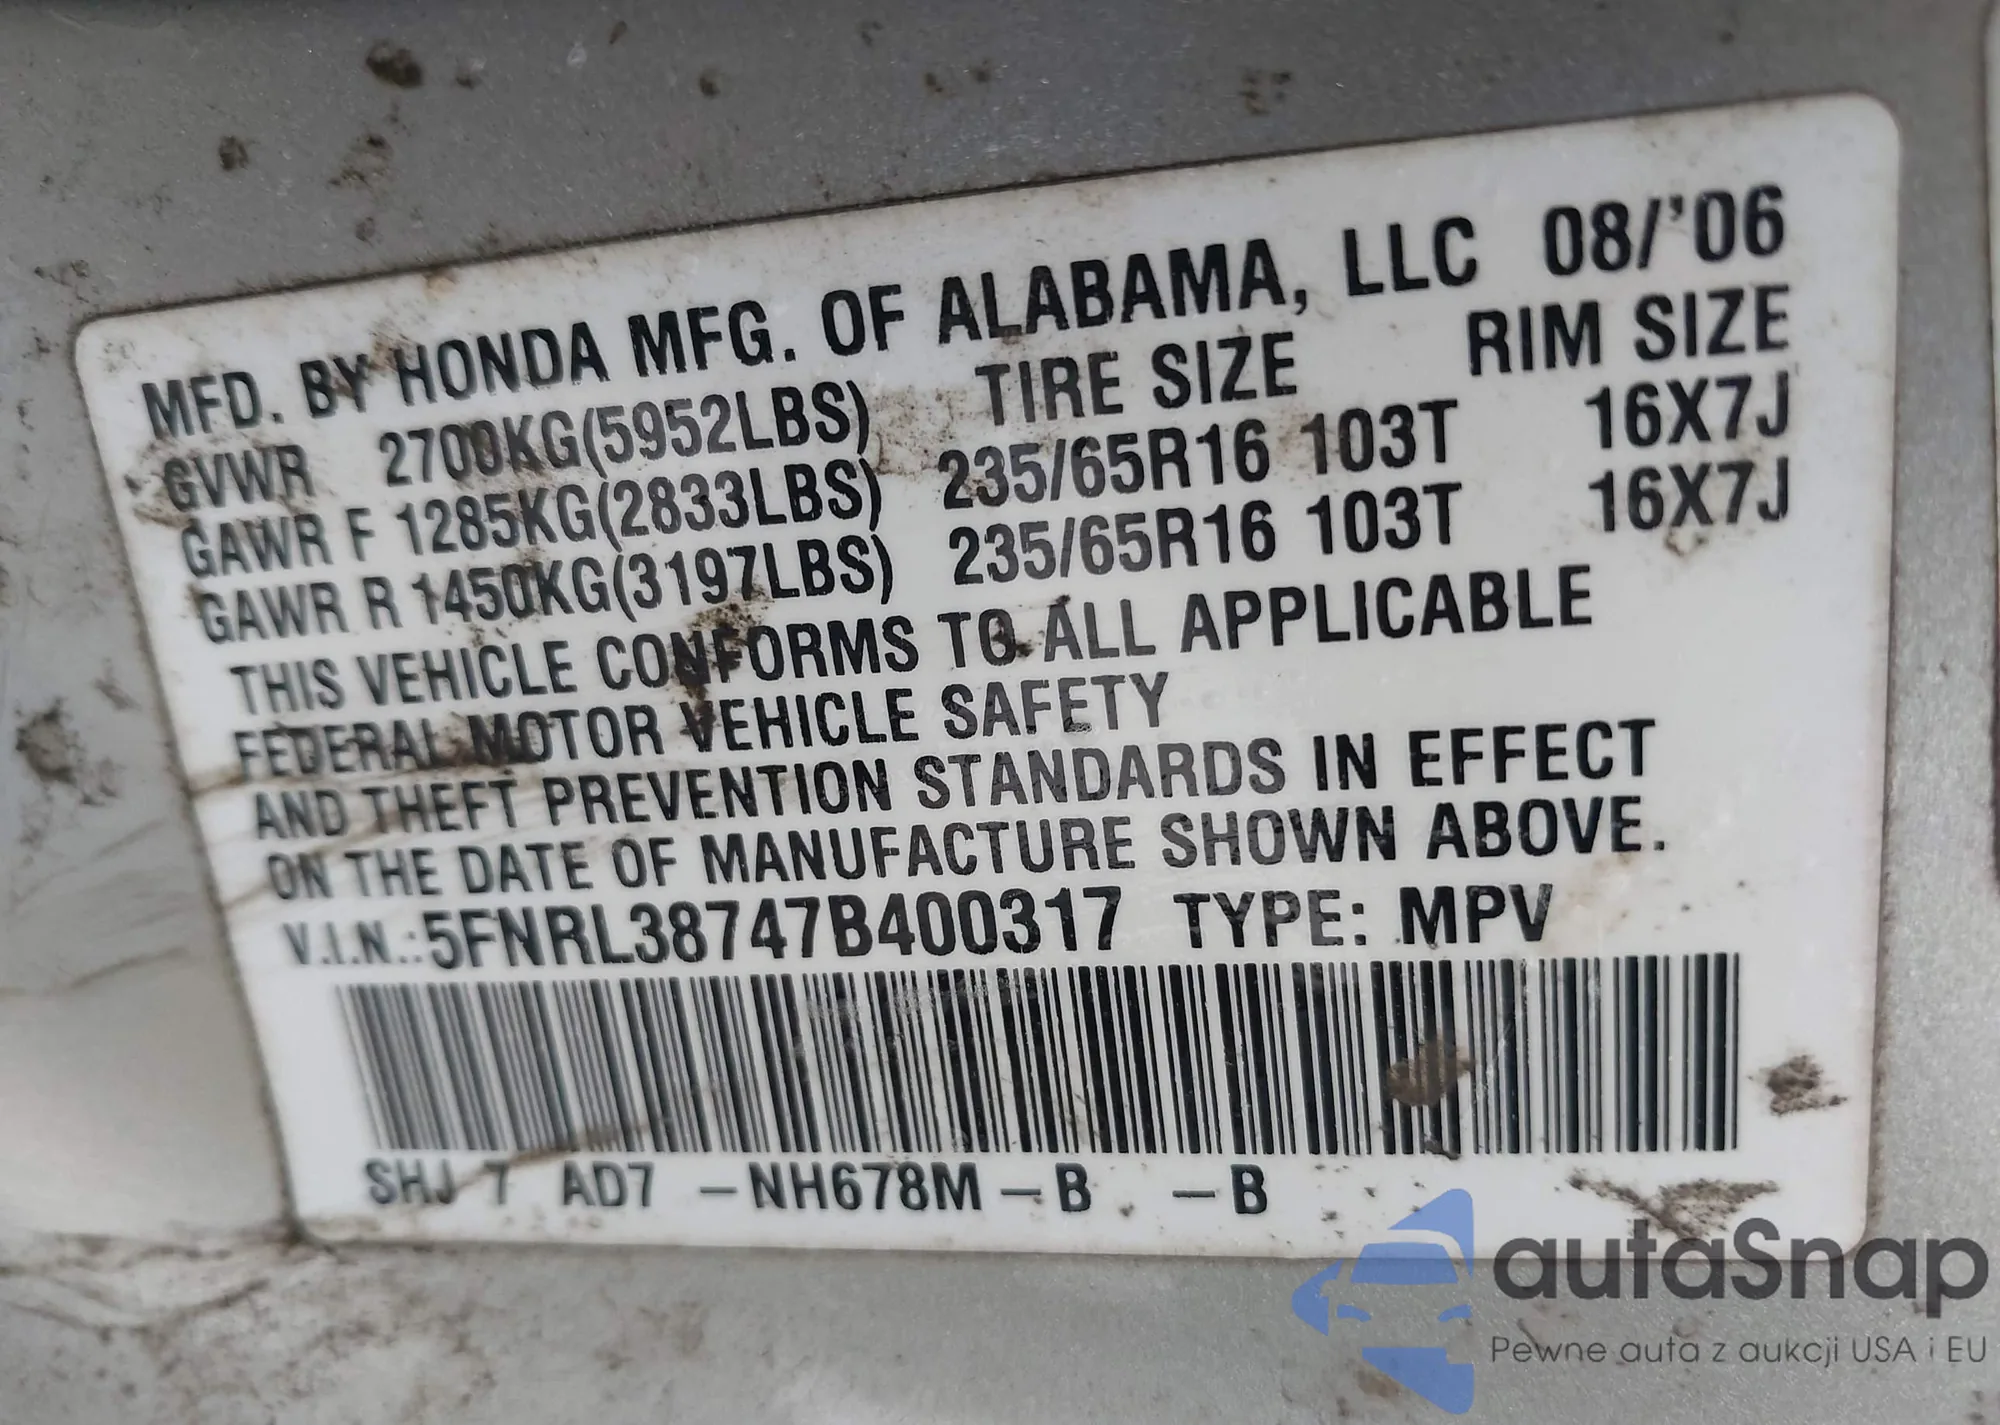 MFD. BY HONDA MFG. OF ALABAMA, LLC 08/'06
GVWR 2700KG(5952LBS) TIRE SIZE RIM SIZE
GAWR F 1285KG(2833LBS) 235/65R16 103T 16X7J
GAWR R 1450KG(3197LBS) 235/65R16 103T 16X7J
THIS VEHICLE CONFORMS TO ALL APPLICABLE
FEDERAL MOTOR VEHICLE SAFETY
AND THEFT PREVENTION STANDARDS IN EFFECT
ON THE DATE OF MANUFACTURE SHOWN ABOVE.
V.I.N.:5FNRL38747B400317 TYPE: MPV
SHJ 7 AD7 -NH678M-B -B
autaSnap
Pewne auta z aukcji USA i EU